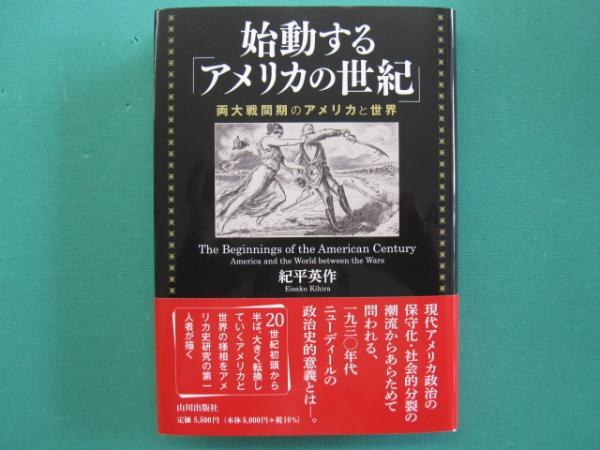 始動する
「アメリカの世紀」
両大戦間期のアメリカと世界
The Beginnings of the American Century
America and the World between the Wars
紀平英作
Eisaku Kihira
現代アメリカ政治の
保守化・社会的分裂の
潮流からあらためて
問われる、
一九三〇年代
ニューディールの
政治史的意義とは―。
20世紀初頭から
半ば、大きく転換し
ていくアメリカと
世界の様相をアメ
リカ史研究の第一
人者が描く
山川出版社
定価 5,500円(本体5,000円+税10%)